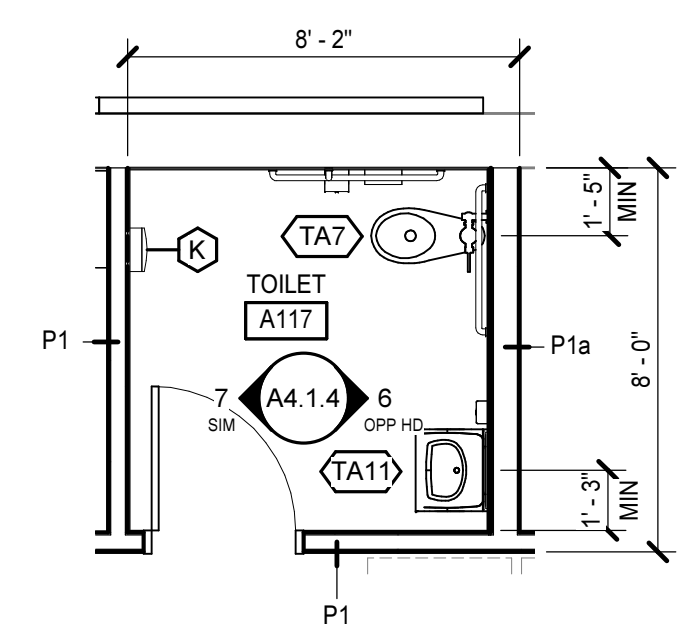 8' - 2"
1' - 5"
MIN
TA7
K
TOILET
A117
P1
P1a
8' - 0"
7
A4.1.4
6
SIM
OPP HD
TA11
1' - 3"
MIN
P1